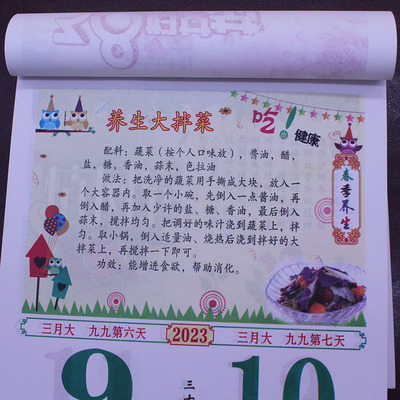 养生大拌菜
吃出健康
配料：蔬菜（按个人口味放），酱油，醋，
盐，糖，香油，蒜末，色拉油
做法：把洗净的蔬菜用手撕成大块，放入一
个大容器内。取一个小碗，先倒入一点酱油，再
倒入醋，再加入少许的盐、糖、香油，最后倒入
蒜末，搅拌均匀。把调好的味汁浇到蔬菜上，拌
匀。取小锅，倒入适量油、烧热后浇到拌好的大
拌菜上，再搅拌一下即可。
功效：能增进食欲，帮助消化。
春季养生
三月大 九九第六天 2023 三月大 九九第七天
9 10